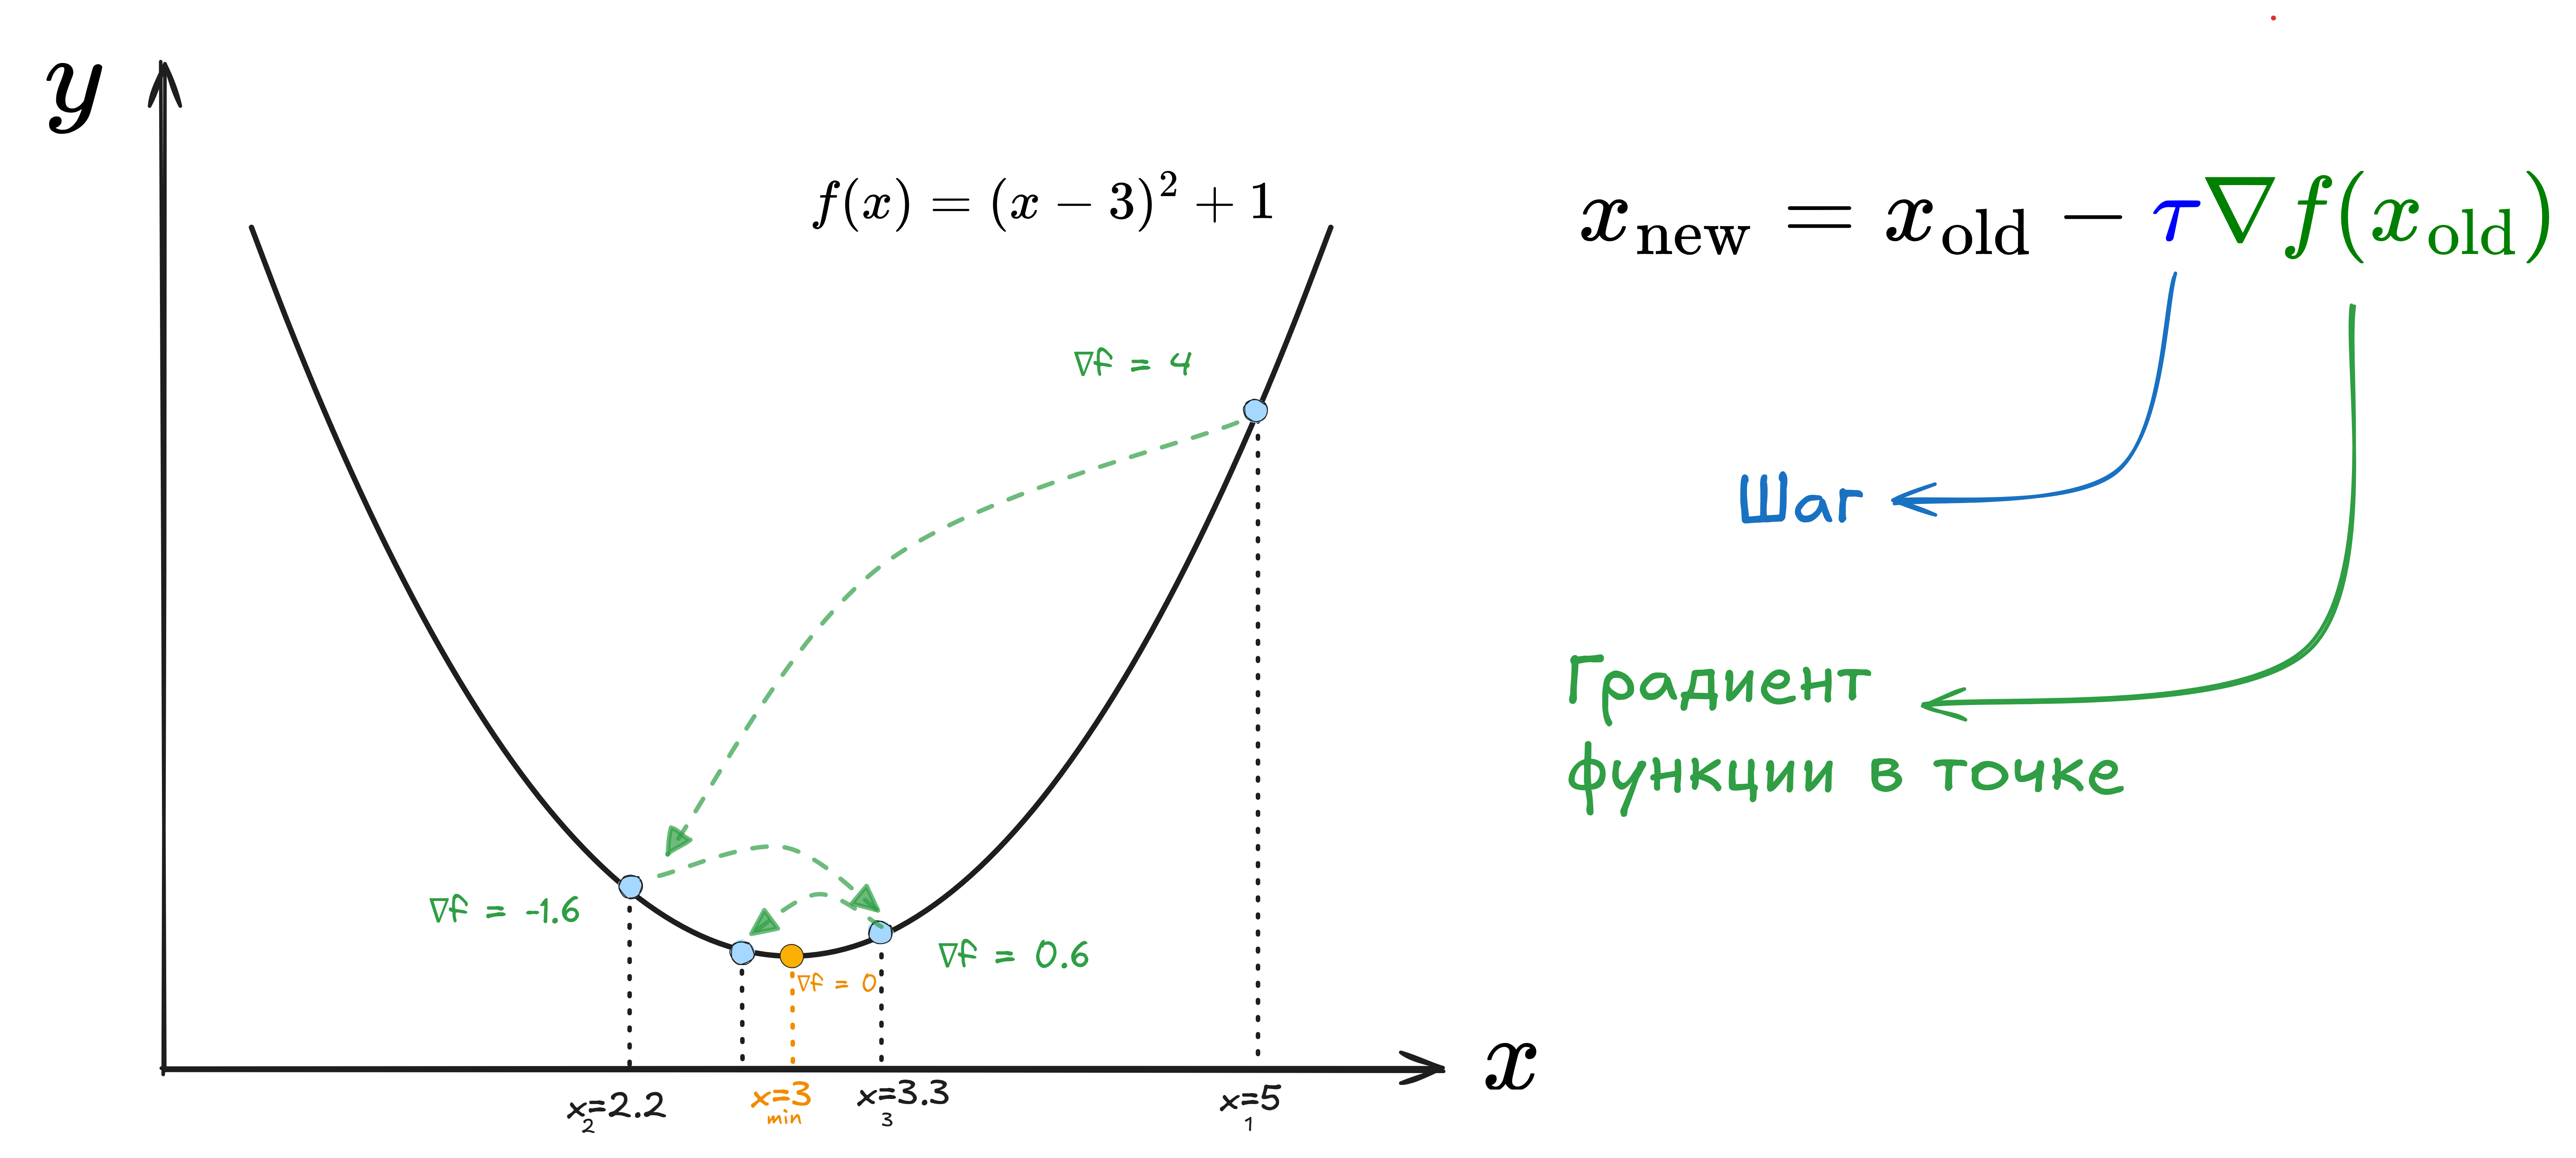 y
f(x) = (x − 3)² + 1
x_new = x_old − τ∇f(x_old)
∇f = 4
Шаг
Градиент
функции в точке
∇f = -1.6
∇f = 0.6
∇f = 0
x
x₂=2.2
x=3
min
x₃=3.3
x₁=5